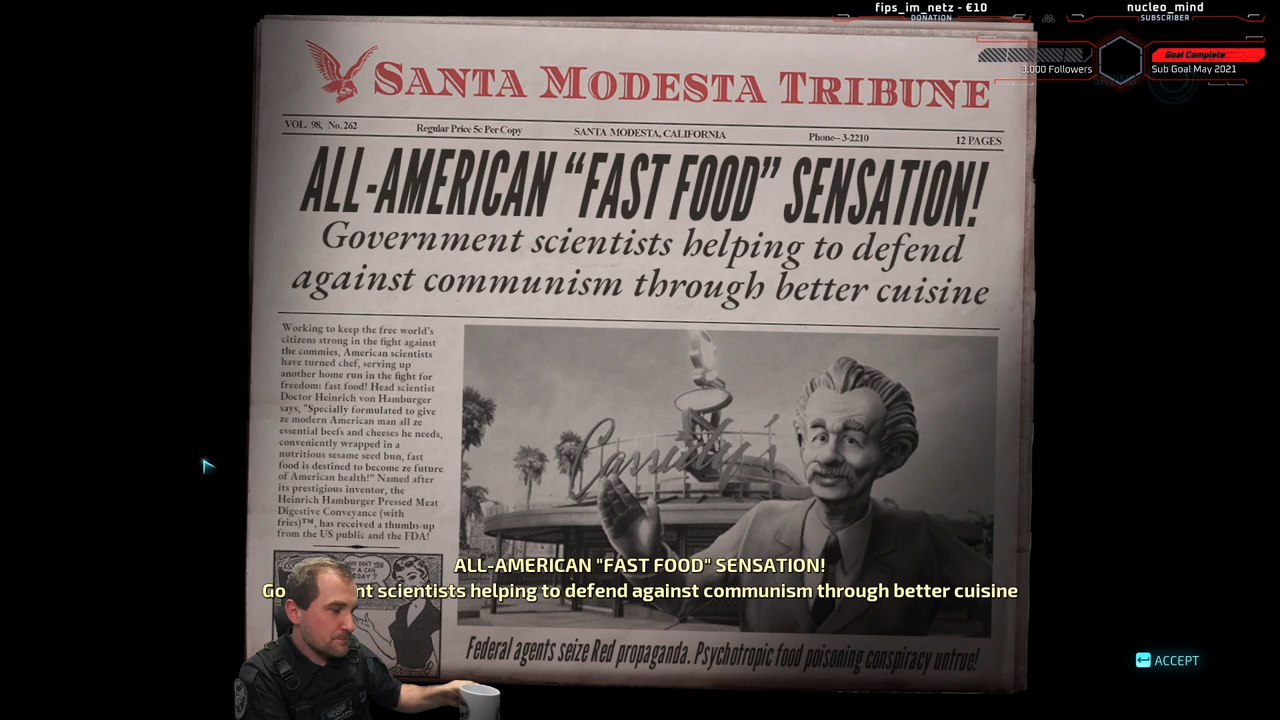 fips_im_netz - €10
DONATION
nucleo_mind
SUBSCRIBER
Goal Complete
3.000 Followers
Sub Goal May 2021
SANTA MODESTA TRIBUNE
VOL. 98, No. 262
Regular Price 5c Per Copy
SANTA MODESTA, CALIFORNIA
Phone–3-2210
12 PAGES
ALL-AMERICAN “FAST FOOD” SENSATION!
Government scientists helping to defend
against communism through better cuisine
Working to keep the free world's
citizens strong in the fight against
the commies, American scientists
have turned chef, serving up
another home run in the fight for
freedom: fast food! Head scientist
Doctor Heinrich von Hamburger
says, "Specially formulated to give
ze modern American man all ze
essential beefs and cheeses he needs,
conveniently wrapped in a
nutritious sesame seed bun, fast
food is destined to become ze future
of American health!" Named after
its prestigious inventor, the
Heinrich Hamburger Pressed Meat
Digestive Conveyance (with
fries)™, has received a thumbs-up
from the US public and the FDA!
Cassidy's
DON'T YOU
A CAN
DAY?
ALL-AMERICAN "FAST FOOD" SENSATION!
Go nt scientists helping to defend against communism through better cuisine
Federal agents seize Red propaganda. Psychotropic food poisoning conspiracy untrue!
ACCEPT